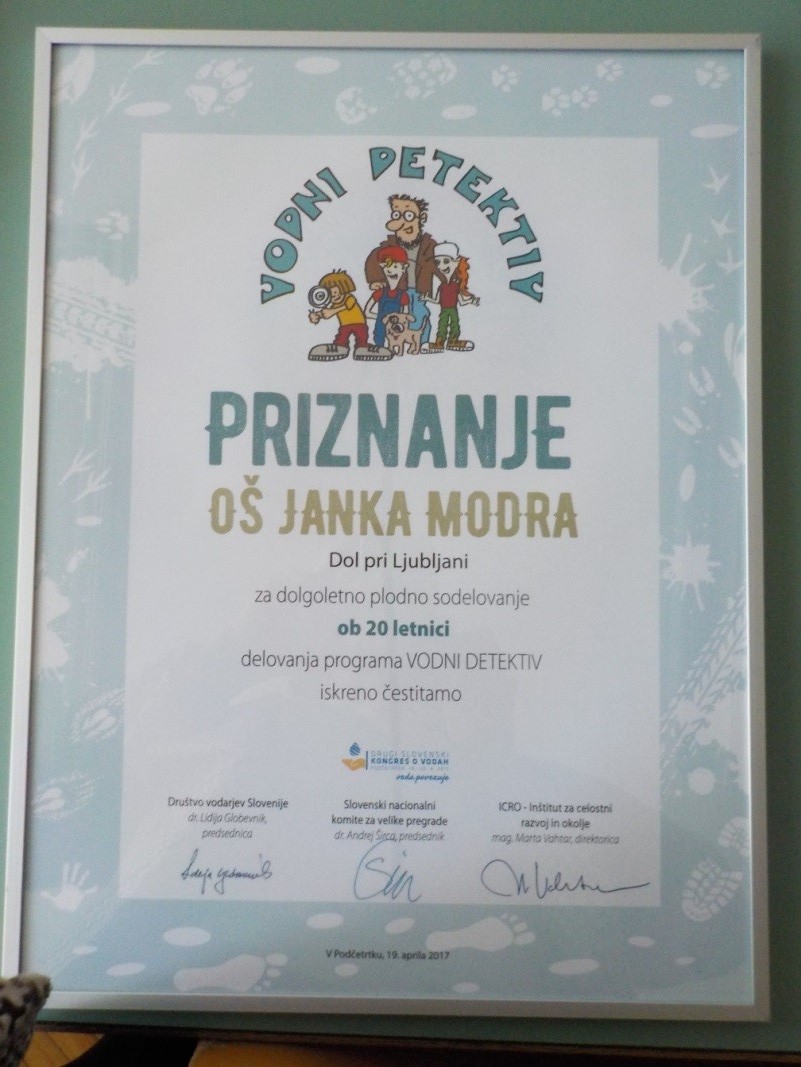 VODNI DETEKTIV
PRIZNANJE
OŠ JANKA MODRA
Dol pri Ljubljani
za dolgoletno plodno sodelovanje
ob 20 letnici
delovanja programa VODNI DETEKTIV
iskreno čestitamo
DRUGI SLOVENSKI
KONGRES O VODAH
voda povezuje
Društvo vodarjev Slovenije
dr. Lidija Globevnik,
predsednica
Slovenski nacionalni
komite za velike pregrade
dr. Andrej Širca, predsednik
ICRO - Inštitut za celostni
razvoj in okolje
mag. Marta Vahtar, direktorica
V Podčetrtku, 19. aprila 2017